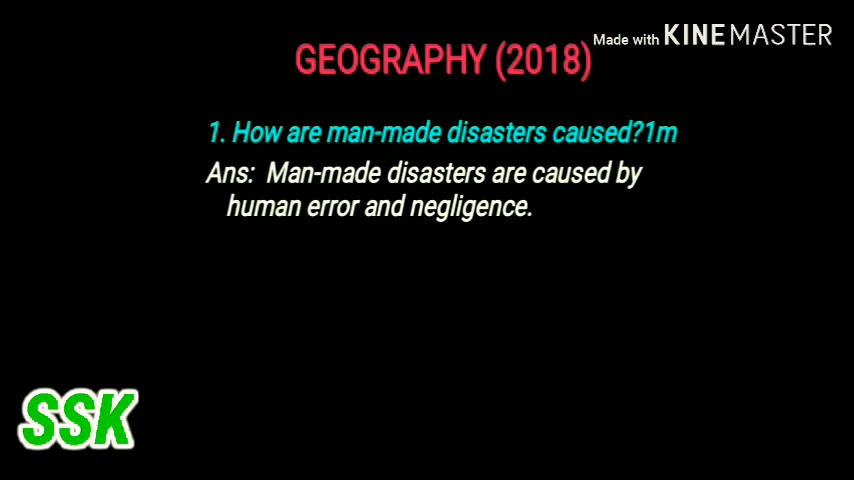 Made with KINEMASTER
GEOGRAPHY (2018)
1. How are man-made disasters caused?1m
Ans: Man-made disasters are caused by
human error and negligence.
SSK